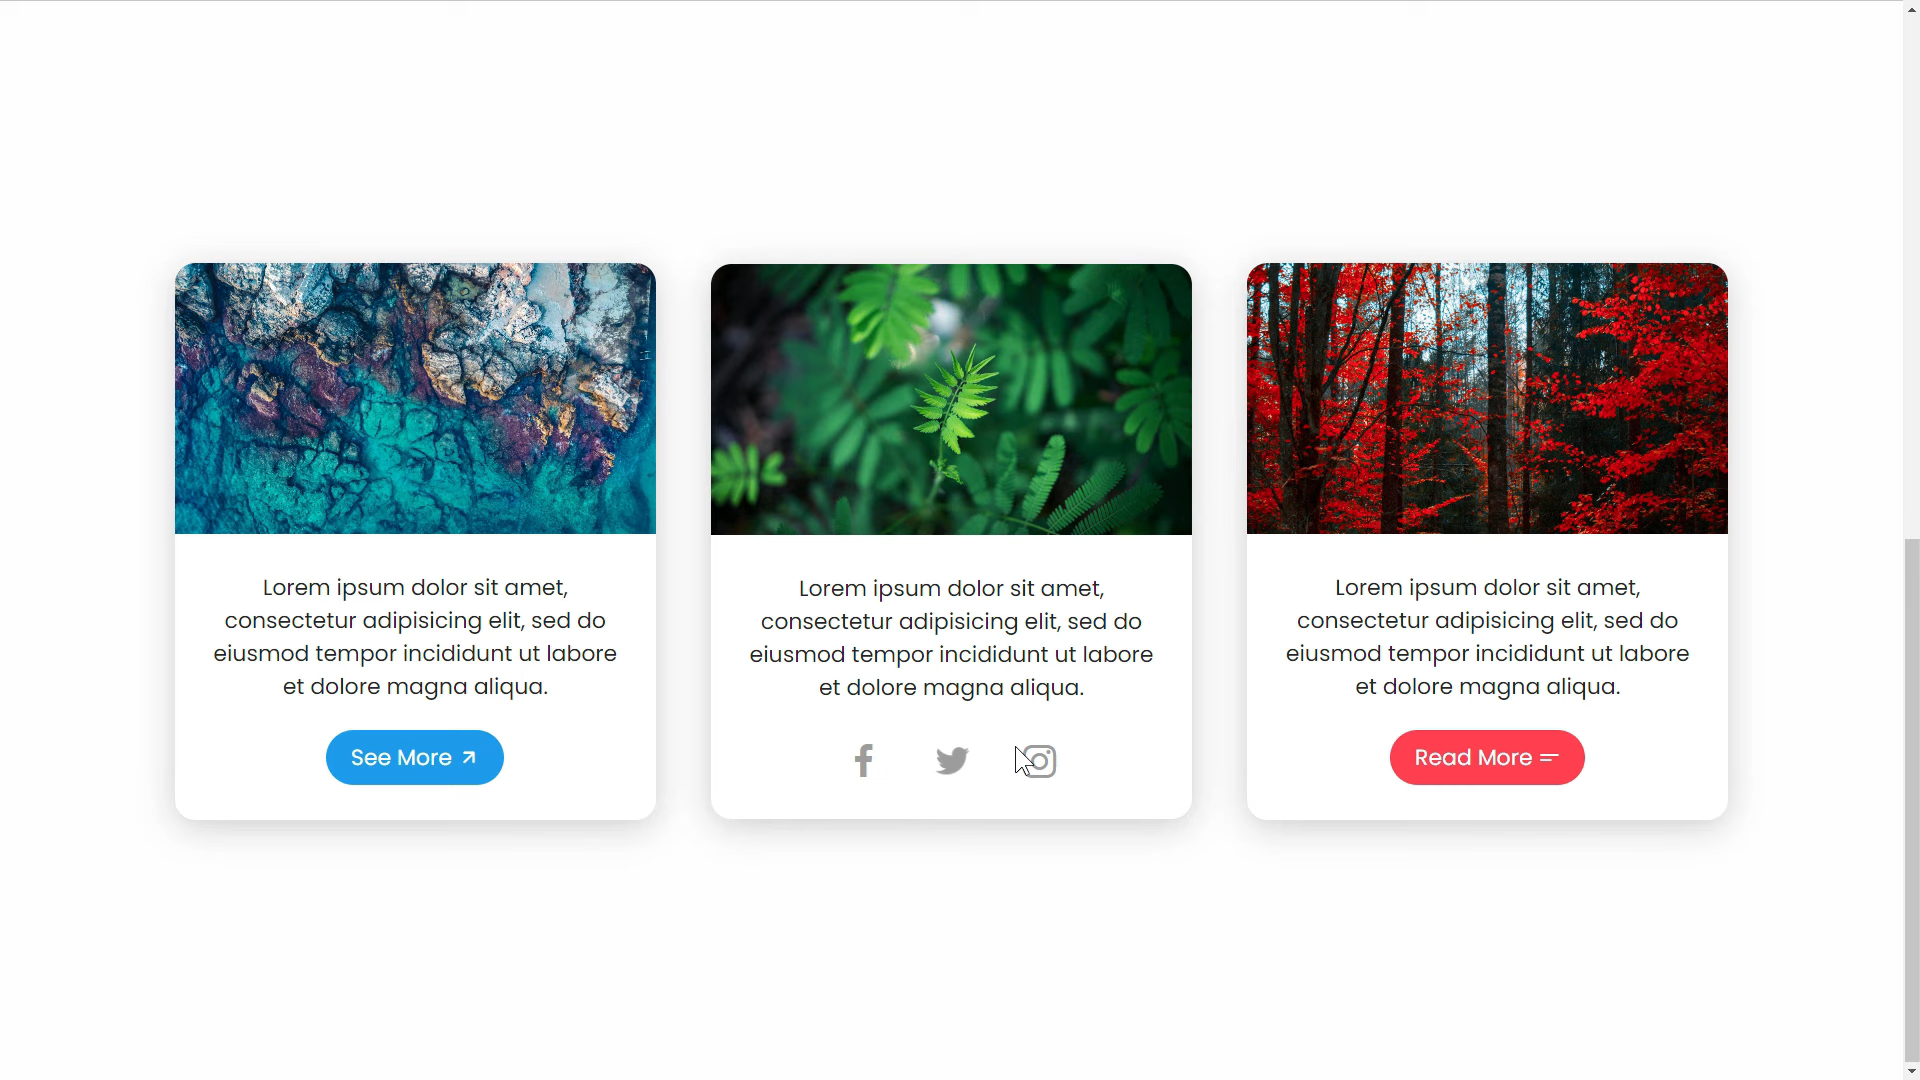 Lorem ipsum dolor sit amet,
consectetur adipisicing elit, sed do
eiusmod tempor incididunt ut labore
et dolore magna aliqua.
See More
Lorem ipsum dolor sit amet,
consectetur adipisicing elit, sed do
eiusmod tempor incididunt ut labore
et dolore magna aliqua.
Lorem ipsum dolor sit amet,
consectetur adipisicing elit, sed do
eiusmod tempor incididunt ut labore
et dolore magna aliqua.
Read More